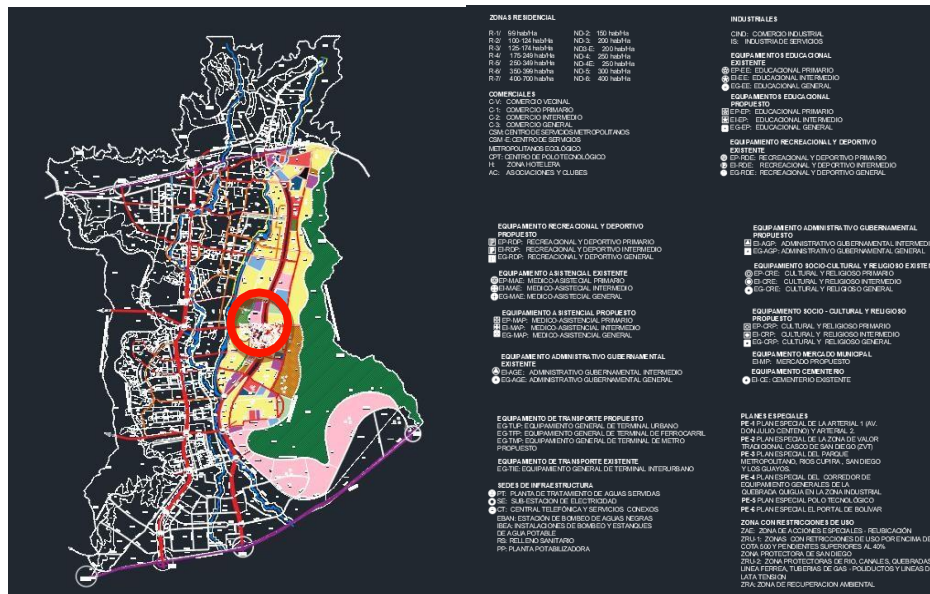 ZONAS RESIDENCIAL
R-1/ 99 hab/Ha
R-2/ 100-124 hab/Ha
R-3/ 125-174 hab/Ha
R-4/ 175-249 hab/Ha
R-5/ 250-349 hab/Ha
R-6/ 350-399 hab/ha
R-7/ 400-700 hab/ha
ND-2: 150 hab/Ha
ND-3: 200 hab/Ha
ND3-E: 200 hab/Ha
ND-4: 250 hab/Ha
ND-4E: 250 hab/Ha
ND-5: 300 hab/Ha
ND-6: 400 hab/Ha
COMERCIALES
C-V: COMERCIO VECINAL
C-1: COMERCIO PRIMARIO
C-2: COMERCIO INTERMEDIO
C-3: COMERCIO GENERAL
CSM: CENTRO DE SERVICIOS METROPOLITANOS
CSM-E: CENTRO DE SERVICIOS
METROPOLITANOS ECOLÓGICO
CPT: CENTRO DE POLO TECNOLÓGICO
H: ZONA HOTELERA
AC: ASOCIACIONES Y CLUBES
INDUSTRIALES
CIND: COMERCIO INDUSTRIAL
IS: INDUSTRIA DE SERVICIOS
EQUIPAMIENTOS EDUCACIONAL
EXISTENTE
EP-EE: EDUCACIONAL PRIMARIO
EI-EE: EDUCACIONAL INTERMEDIO
EG-EE: EDUCACIONAL GENERAL
EQUIPAMIENTOS EDUCACIONAL
PROPUESTO
EP-EP: EDUCACIONAL PRIMARIO
EI-EP: EDUCACIONAL INTERMEDIO
EG-EP: EDUCACIONAL GENERAL
EQUIPAMIENTO RECREACIONAL Y DEPORTIVO
EXISTENTE
EP-RDE: RECREACIONAL Y DEPORTIVO PRIMARIO
EI-RDE: RECREACIONAL Y DEPORTIVO INTERMEDIO
EG-RDE: RECREACIONAL Y DEPORTIVO GENERAL
EQUIPAMIENTO RECREACIONAL Y DEPORTIVO
PROPUESTO
EP-RDP: RECREACIONAL Y DEPORTIVO PRIMARIO
EI-RDP: RECREACIONAL Y DEPORTIVO INTERMEDIO
EG-RDP: RECREACIONAL Y DEPORTIVO GENERAL
EQUIPAMIENTO ASISTENCIAL EXISTENTE
EP-MAE: MEDICO-ASISTECIAL PRIMARIO
EI-MAE: MEDICO-ASISTECIAL INTERMEDIO
EG-MAE: MEDICO-ASISTECIAL GENERAL
EQUIPAMIENTO ASISTENCIAL PROPUESTO
EP-MAP: MEDICO-ASISTENCIAL PRIMARIO
EI-MAP: MEDICO-ASISTENCIAL INTERMEDIO
EG-MAP: MEDICO-ASISTENCIAL GENERAL
EQUIPAMIENTO ADMINISTRATIVO GUBERNAMENTAL
EXISTENTE
EI-AGE: ADMINISTRATIVO GUBERNAMENTAL INTERMEDIO
EG-AGE: ADMINISTRATIVO GUBERNAMENTAL GENERAL
EQUIPAMIENTO ADMINISTRATIVO GUBERNAMENTAL
PROPUESTO
EI-AGP: ADMINISTRATIVO GUBERNAMENTAL INTERMEDI
EG-AGP: ADMINISTRATIVO GUBERNAMENTAL GENERAL
EQUIPAMIENTO SOCIO-CULTURAL Y RELIGIOSO EXISTE
EP-CRE: CULTURAL Y RELIGIOSO PRIMARIO
EI-CRE: CULTURAL Y RELIGIOSO INTERMEDIO
EG-CRE: CULTURAL Y RELIGIOSO GENERAL
EQUIPAMIENTO SOCIO - CULTURAL Y RELIGIOSO
PROPUESTO
EP-CRP: CULTURAL Y RELIGIOSO PRIMARIO
EI-CRP: CULTURAL Y RELIGIOSO INTERMEDIO
EG-CRP: CULTURAL Y RELIGIOSO GENERAL
EQUIPAMIENTO MERCADO MUNICIPAL
EI-MP: MERCADO PROPUESTO
EQUIPAMIENTO CEMENTERIO
EI-CE: CEMENTERIO EXISTENTE
EQUIPAMIENTO DE TRANSPORTE PROPUESTO
EG-TUP: EQUIPAMIENTO GENERAL DE TERMINAL URBANO
EG-TFP: EQUIPAMIENTO GENERAL DE TERMINAL DE FERROCARRIL
EG-TMP: EQUIPAMIENTO GENERAL DE TERMINAL DE METRO
PROPUESTO
EQUIPAMIENTO DE TRANSPORTE EXISTENTE
EG-TIE: EQUIPAMIENTO GENERAL DE TERMINAL INTERURBANO
SEDES DE INFRAESTRUCTURA
PT: PLANTA DE TRATAMIENTO DE AGUAS SERVIDAS
SE: SUB-ESTACION DE ELECTRICIDAD
CT: CENTRAL TELEFÓNICA Y SERVICIOS CONEXOS
EBAN: ESTACIÓN DE BOMBEO DE AGUAS NEGRAS
IBEA: INSTALACIONES DE BOMBEO Y ESTANQUES
DE AGUA POTABLE
RS: RELLENO SANITARIO
PP: PLANTA POTABILIZADORA
PLANES ESPECIALES
PE-1 PLAN ESPECIAL DE LA ARTERIAL 1 (AV.
DON JULIO CENTENO) Y ARTERIAL 2.
PE-2 PLAN ESPECIAL DE LA ZONA DE VALOR
TRADICIONAL CASCO DE SAN DIEGO (ZVT)
PE-3 PLAN ESPECIAL DEL PARQUE
METROPOLITANO, RIOS CUPIRA, SAN DIEGO
Y LOS GUAYOS.
PE-4 PLAN ESPECIAL DEL CORREDOR DE
EQUIPAMIENTO GENERALES DE LA
QUEBRADA QUIGUA EN LA ZONA INDUSTRIAL
PE-5 PLAN ESPECIAL POLO TECNOLÓGICO
PE-6 PLAN ESPECIAL EL PORTAL DE BOLÍVAR
ZONA CON RESTRICCIONES DE USO
ZAE: ZONA DE ACCIONES ESPECIALES - REUBICACIÓN
ZRU-1: ZONAS CON RETRICCIONES DE USO POR ENCIMA DE
COTA 500 Y PENDIENTES SUPERIORES AL 40%
ZONA PROTECTORA DE SAN DIEGO
ZRU-2: ZONA PROTECTORAS DE RIO, CANALES, QUEBRADAS
LINEA FERREA, TUBERIAS DE GAS - POLIDUCTOS Y LINEAS D
LATA TENSION
ZRA: ZONA DE RECUPERACION AMBIENTAL